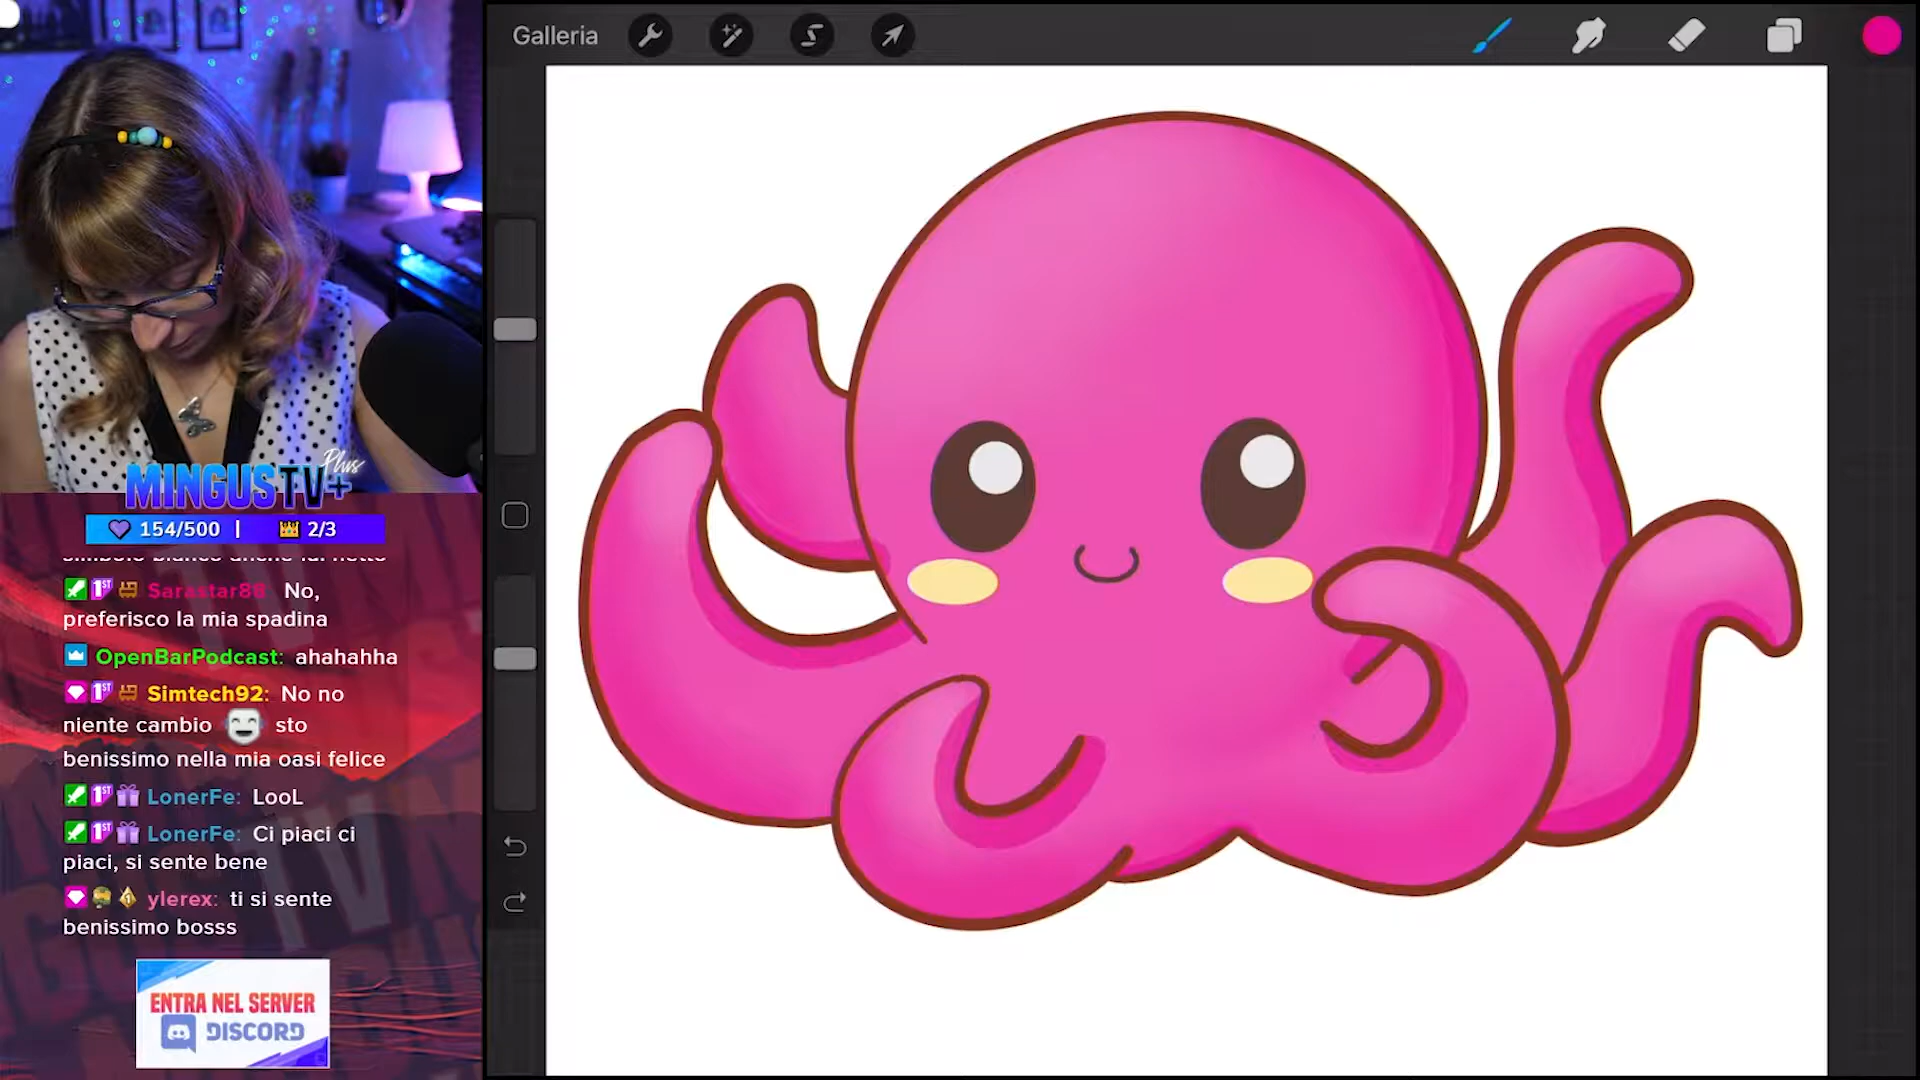 Galleria
MINGUSTV+
Plus
154/500 | 2/3
Sarastar88: No,
preferisco la mia spadina
OpenBarPodcast: ahahahha
Simtech92: No no
niente cambio sto
benissimo nella mia oasi felice
LonerFe: LooL
LonerFe: Ci piaci ci
piaci, si sente bene
ylerex: ti si sente
benissimo bosss
ENTRA NEL SERVER
DISCORD